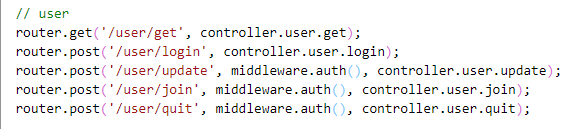 // user
router.get('/user/get', controller.user.get);
router.post('/user/login', controller.user.login);
router.post('/user/update', middleware.auth(), controller.user.update);
router.post('/user/join', middleware.auth(), controller.user.join);
router.post('/user/quit', middleware.auth(), controller.user.quit);